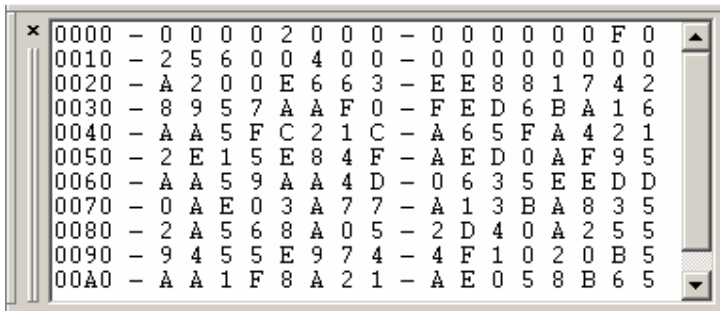 0000 - 0 0 0 0 2 0 0 0 - 0 0 0 0 0 0 F 0
0010 - 2 5 6 0 0 4 0 0 - 0 0 0 0 0 0 0 0
0020 - A 2 0 0 E 6 6 3 - E E 8 8 1 7 4 2
0030 - 8 9 5 7 A A F 0 - F E D 6 B A 1 6
0040 - A A 5 F C 2 1 C - A 6 5 F A 4 2 1
0050 - 2 E 1 5 E 8 4 F - A E D 0 A F 9 5
0060 - A A 5 9 A A 4 D - 0 6 3 5 E E D D
0070 - 0 A E 0 3 A 7 7 - A 1 3 B A 8 3 5
0080 - 2 A 5 6 8 A 0 5 - 2 D 4 0 A 2 5 5
0090 - 9 4 5 5 E 9 7 4 - 4 F 1 0 2 0 B 5
00A0 - A A 1 F 8 A 2 1 - A E 0 5 8 B 6 5